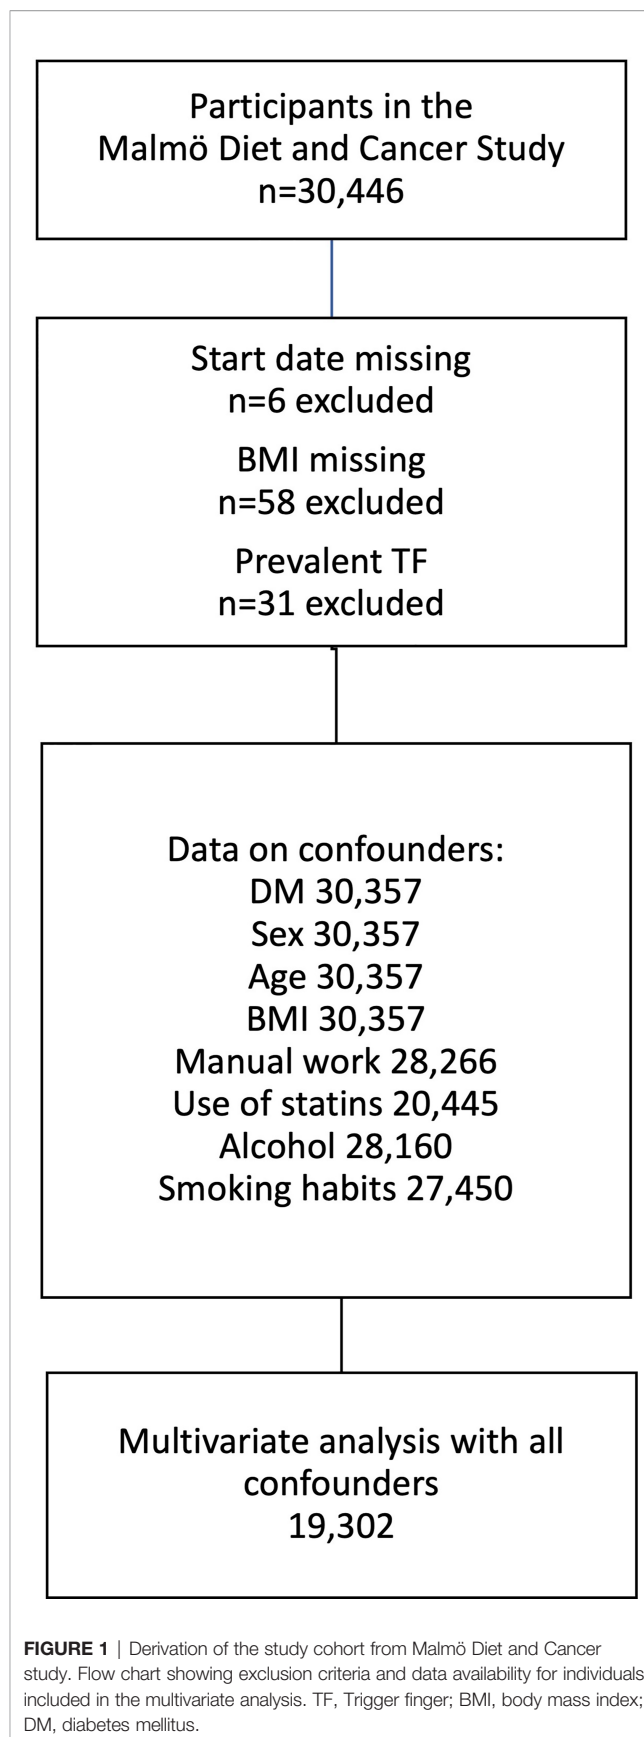 Participants in the
Malmö Diet and Cancer Study
n=30,446
Start date missing
n=6 excluded
BMI missing
n=58 excluded
Prevalent TF
n=31 excluded
Data on confounders:
DM 30,357
Sex 30,357
Age 30,357
BMI 30,357
Manual work 28,266
Use of statins 20,445
Alcohol 28,160
Smoking habits 27,450
Multivariate analysis with all
confounders
19,302
FIGURE 1 | Derivation of the study cohort from Malmö Diet and Cancer
study. Flow chart showing exclusion criteria and data availability for individuals
included in the multivariate analysis. TF, Trigger finger; BMI, body mass index;
DM, diabetes mellitus.